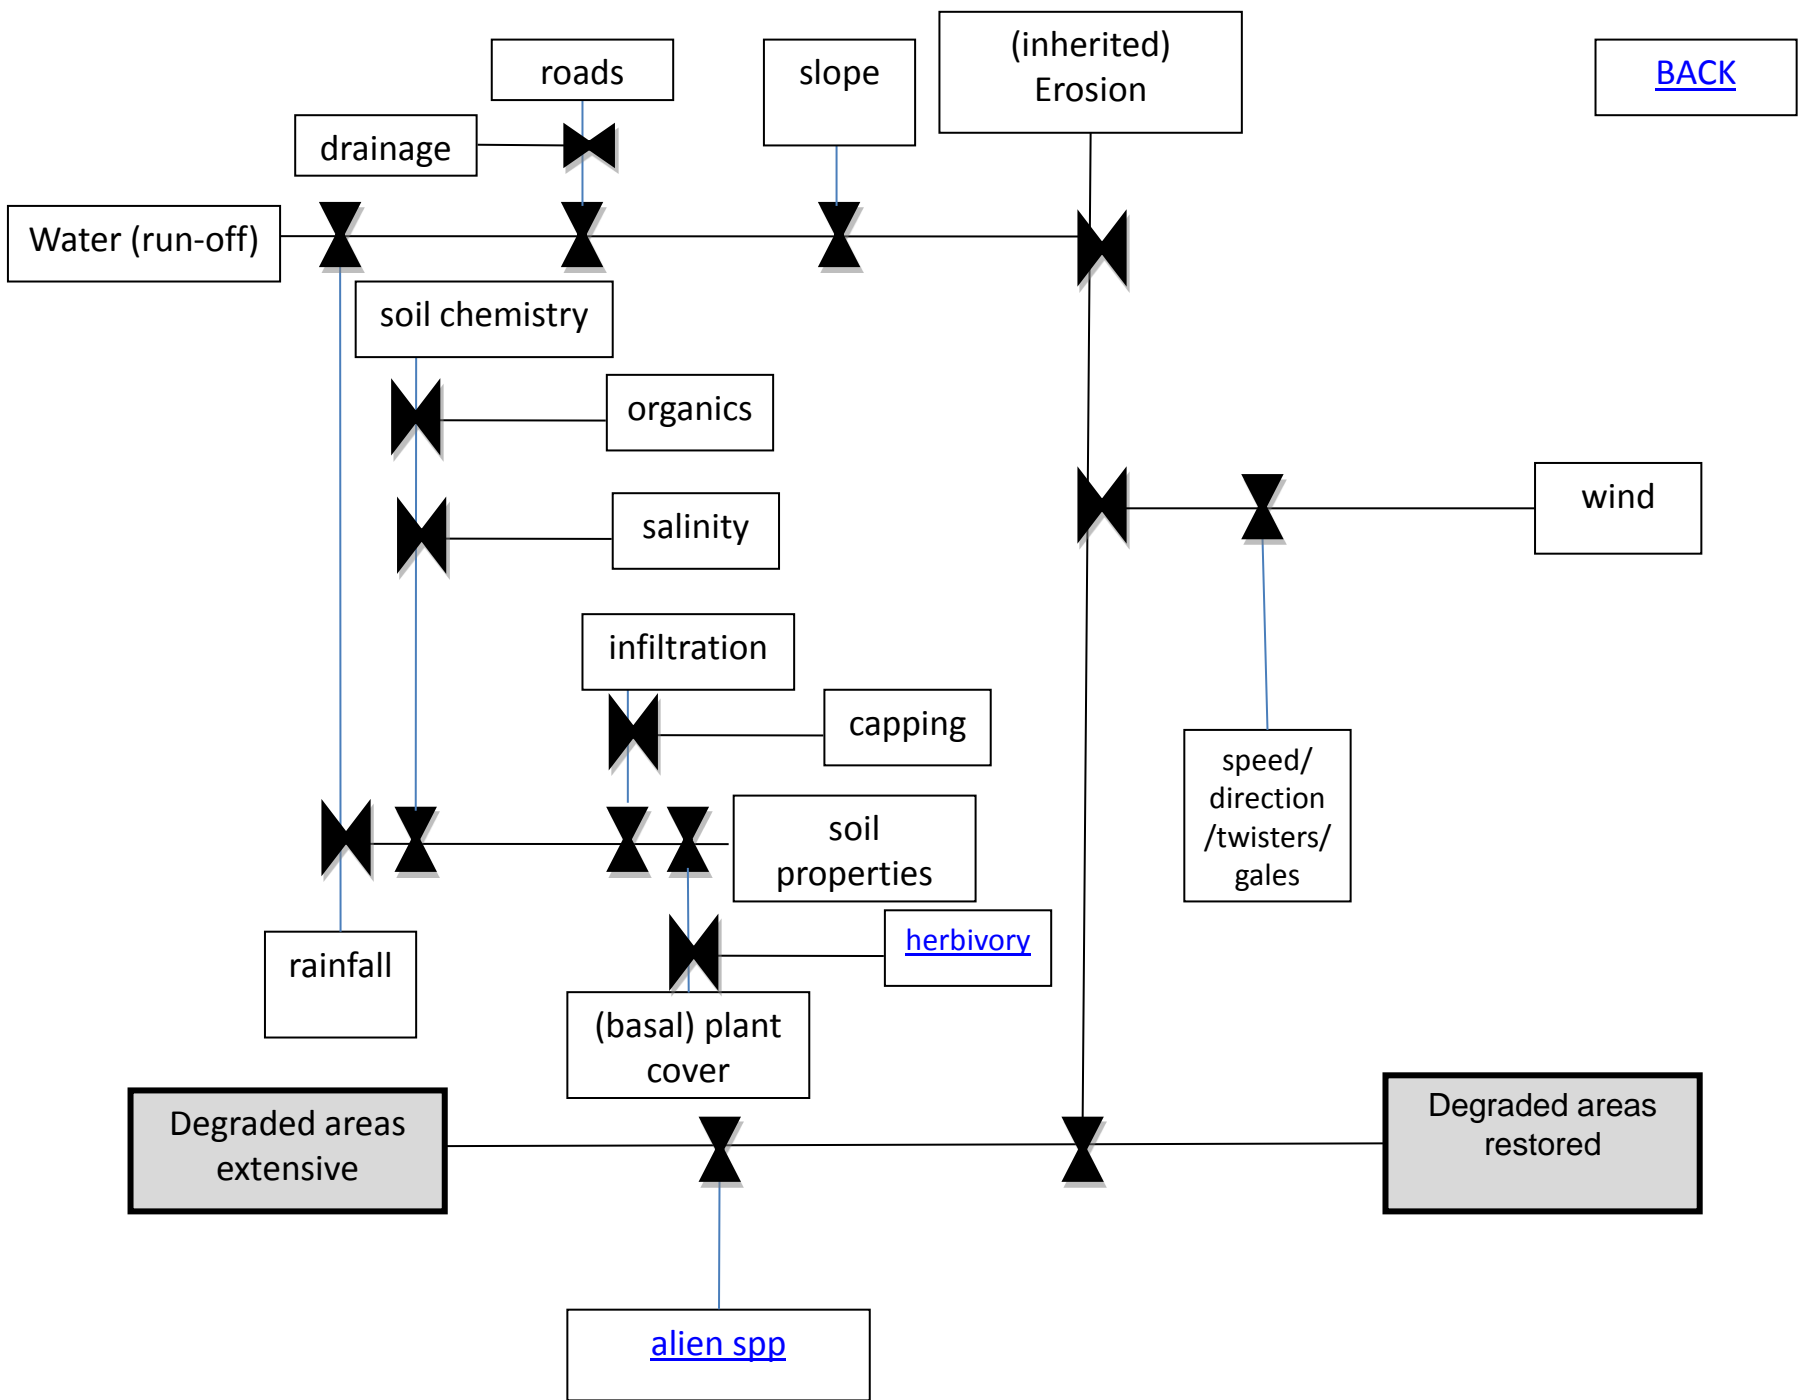 (inherited)
Erosion
roads
slope
BACK
drainage
Water (run-off)
soil chemistry
organics
wind
salinity
infiltration
capping
speed/
direction
/twisters/
gales
soil
properties
herbivory
rainfall
(basal) plant
cover
Degraded areas
extensive
Degraded areas
restored
alien spp